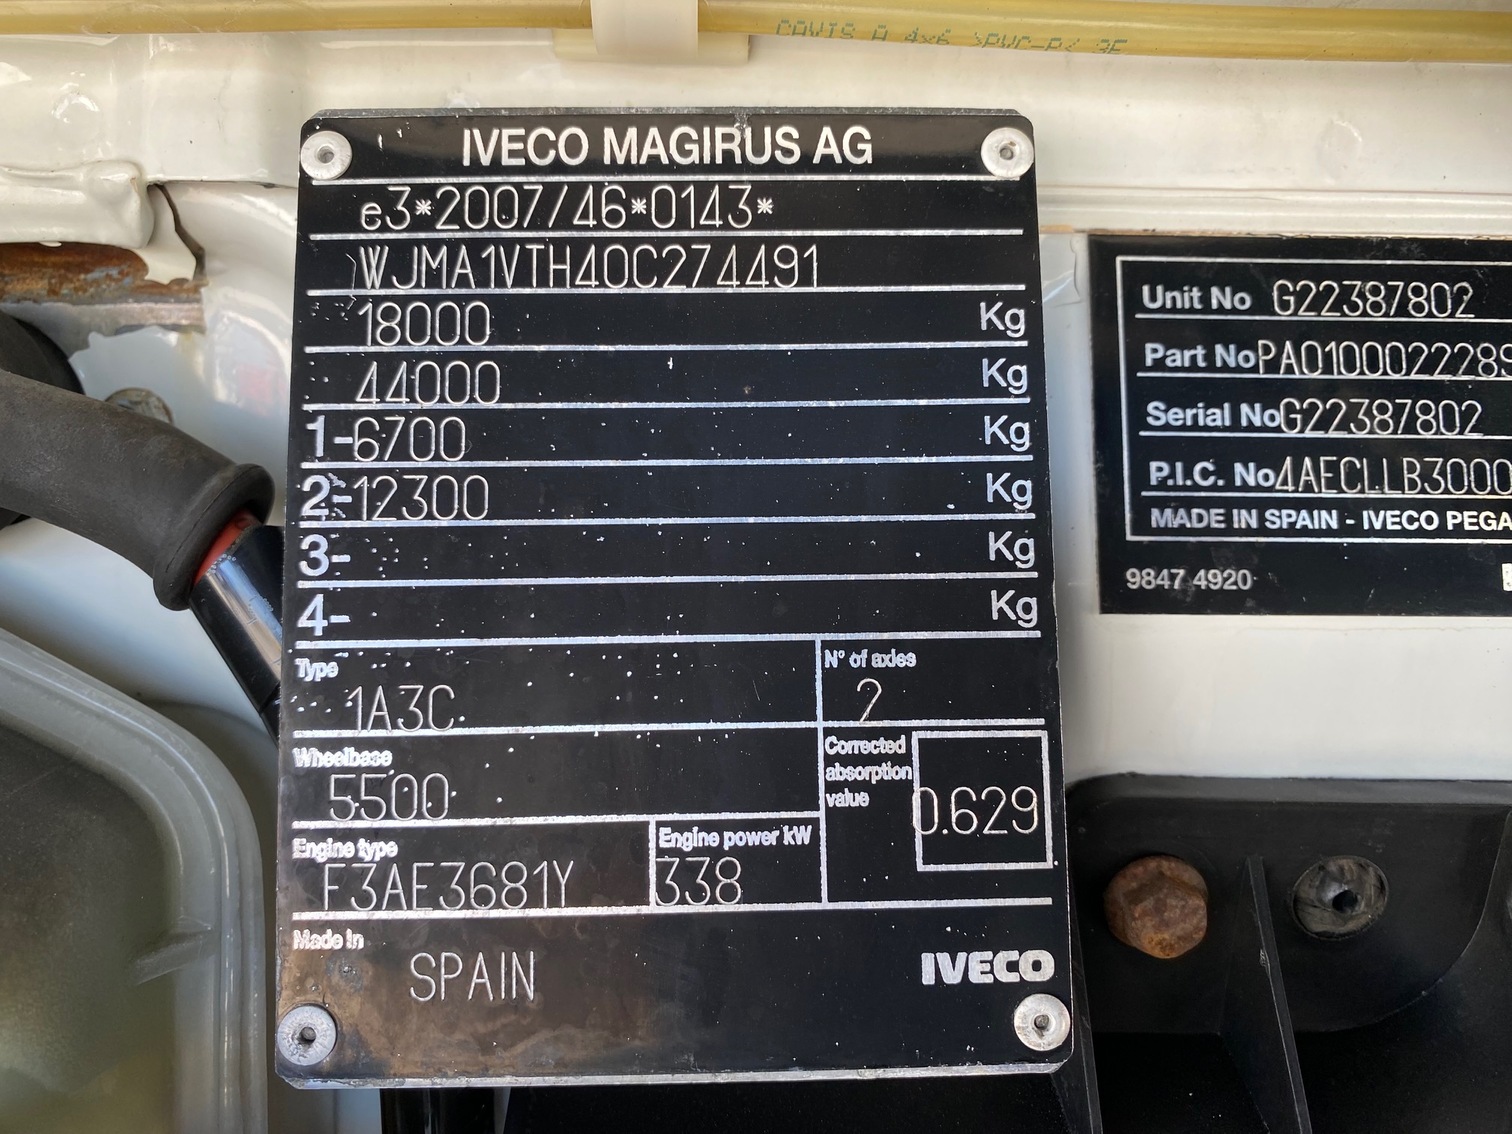 IVECO MAGIRUS AG
e3*2007/46*0143*
WJMA1VTH40C274491
18000 Kg
44000 Kg
1-6700 Kg
2-12300 Kg
3- Kg
4- Kg
Type
1A3C
N° of axles
2
Wheelbase
5500
Corrected
absorption
value
0.629
Engine type
F3AE3681Y
Engine power kW
338
Made in
SPAIN
IVECO
Unit No G22387802
Part No PA0100022289
Serial No G22387802
P.I.C. No 4AECLLB3000
MADE IN SPAIN - IVECO PEGA
9847 4920